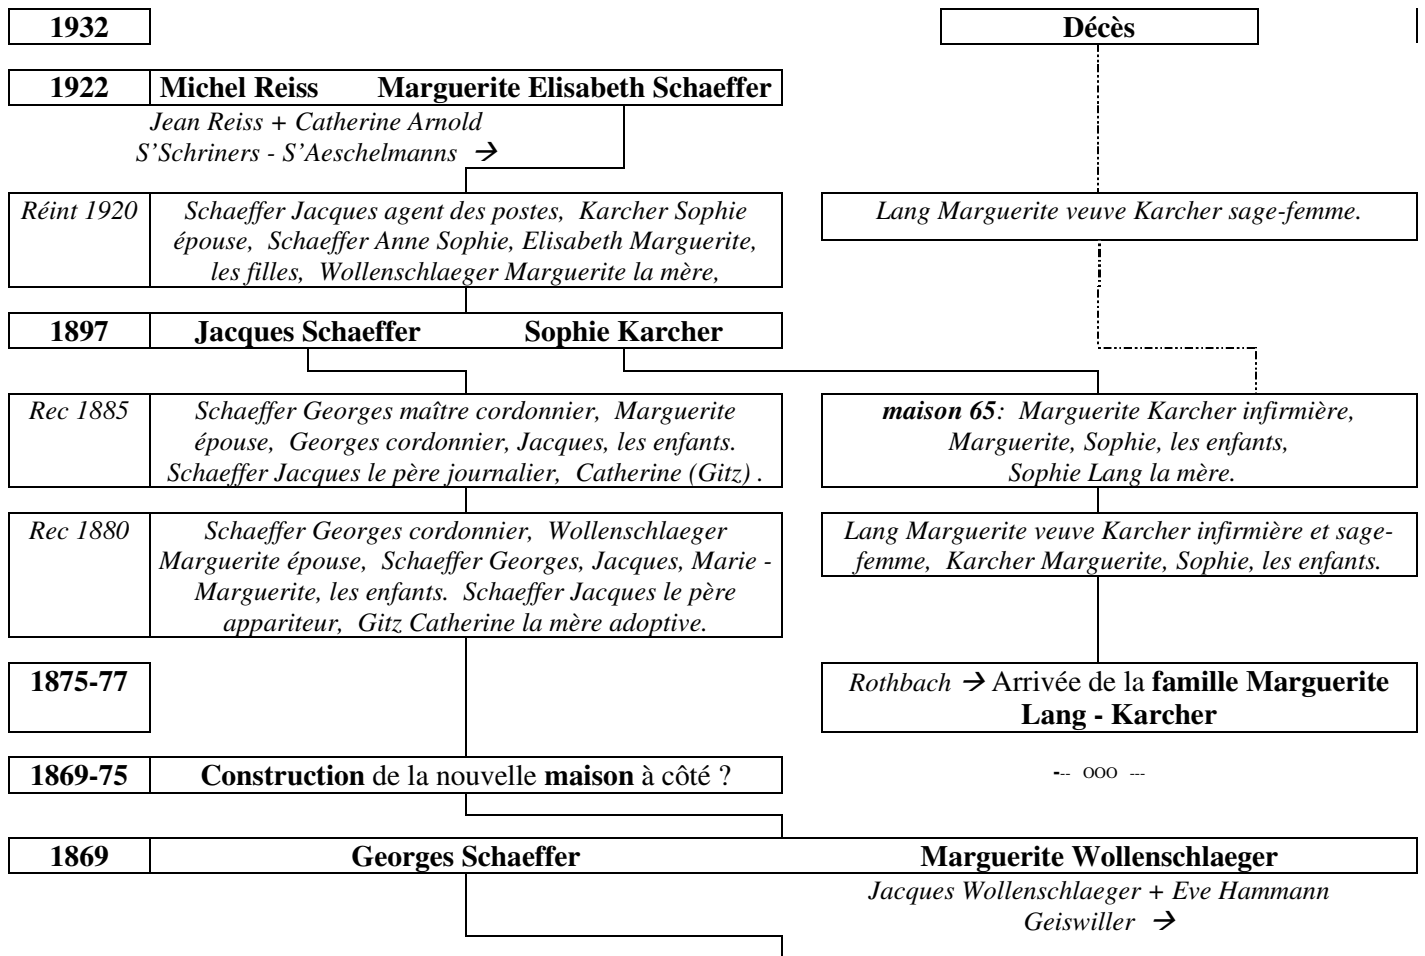 1932 Décès
1922 Michel Reiss Marguerite Elisabeth Schaeffer
Jean Reiss + Catherine Arnold
S’Schriners - S’Aeschelmanns →
Réint 1920
Schaeffer Jacques agent des postes, Karcher Sophie
épouse, Schaeffer Anne Sophie, Elisabeth Marguerite,
les filles, Wollenschlaeger Marguerite la mère,
Lang Marguerite veuve Karcher sage-femme.
1897 Jacques Schaeffer Sophie Karcher
Rec 1885
Schaeffer Georges maître cordonnier, Marguerite
épouse, Georges cordonnier, Jacques, les enfants.
Schaeffer Jacques le père journalier, Catherine (Gitz) .
maison 65: Marguerite Karcher infirmière,
Marguerite, Sophie, les enfants,
Sophie Lang la mère.
Rec 1880
Schaeffer Georges cordonnier, Wollenschlaeger
Marguerite épouse, Schaeffer Georges, Jacques, Marie -
Marguerite, les enfants. Schaeffer Jacques le père
appariteur, Gitz Catherine la mère adoptive.
Lang Marguerite veuve Karcher infirmière et sage-
femme, Karcher Marguerite, Sophie, les enfants.
1875-77
Rothbach → Arrivée de la famille Marguerite
Lang - Karcher
1869-75 Construction de la nouvelle maison à côté ?
--- OOO ---
1869 Georges Schaeffer Marguerite Wollenschlaeger
Jacques Wollenschlaeger + Eve Hammann
Geiswiller →